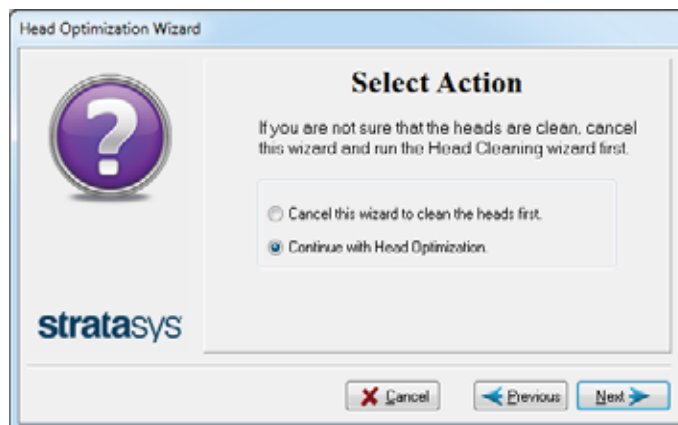 Head Optimization Wizard
Select Action
If you are not sure that the heads are clean, cancel
this wizard and run the Head Cleaning wizard first.
Cancel this wizard to clean the heads first.
Continue with Head Optimization.
stratasys
Cancel
Previous
Next